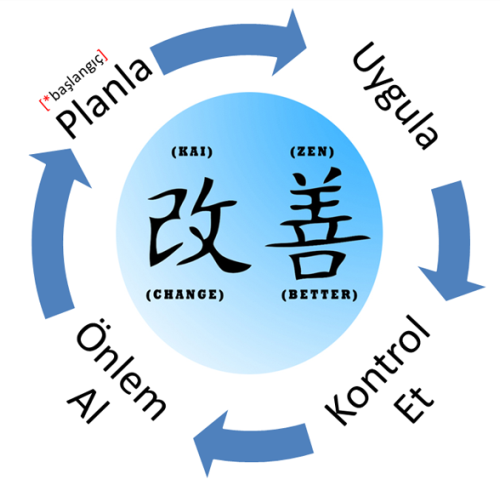 [*başlangıç]
Planla
Uygula
Kontrol
Et
Önlem
Al
(KAI) (ZEN)
改善
(CHANGE) (BETTER)